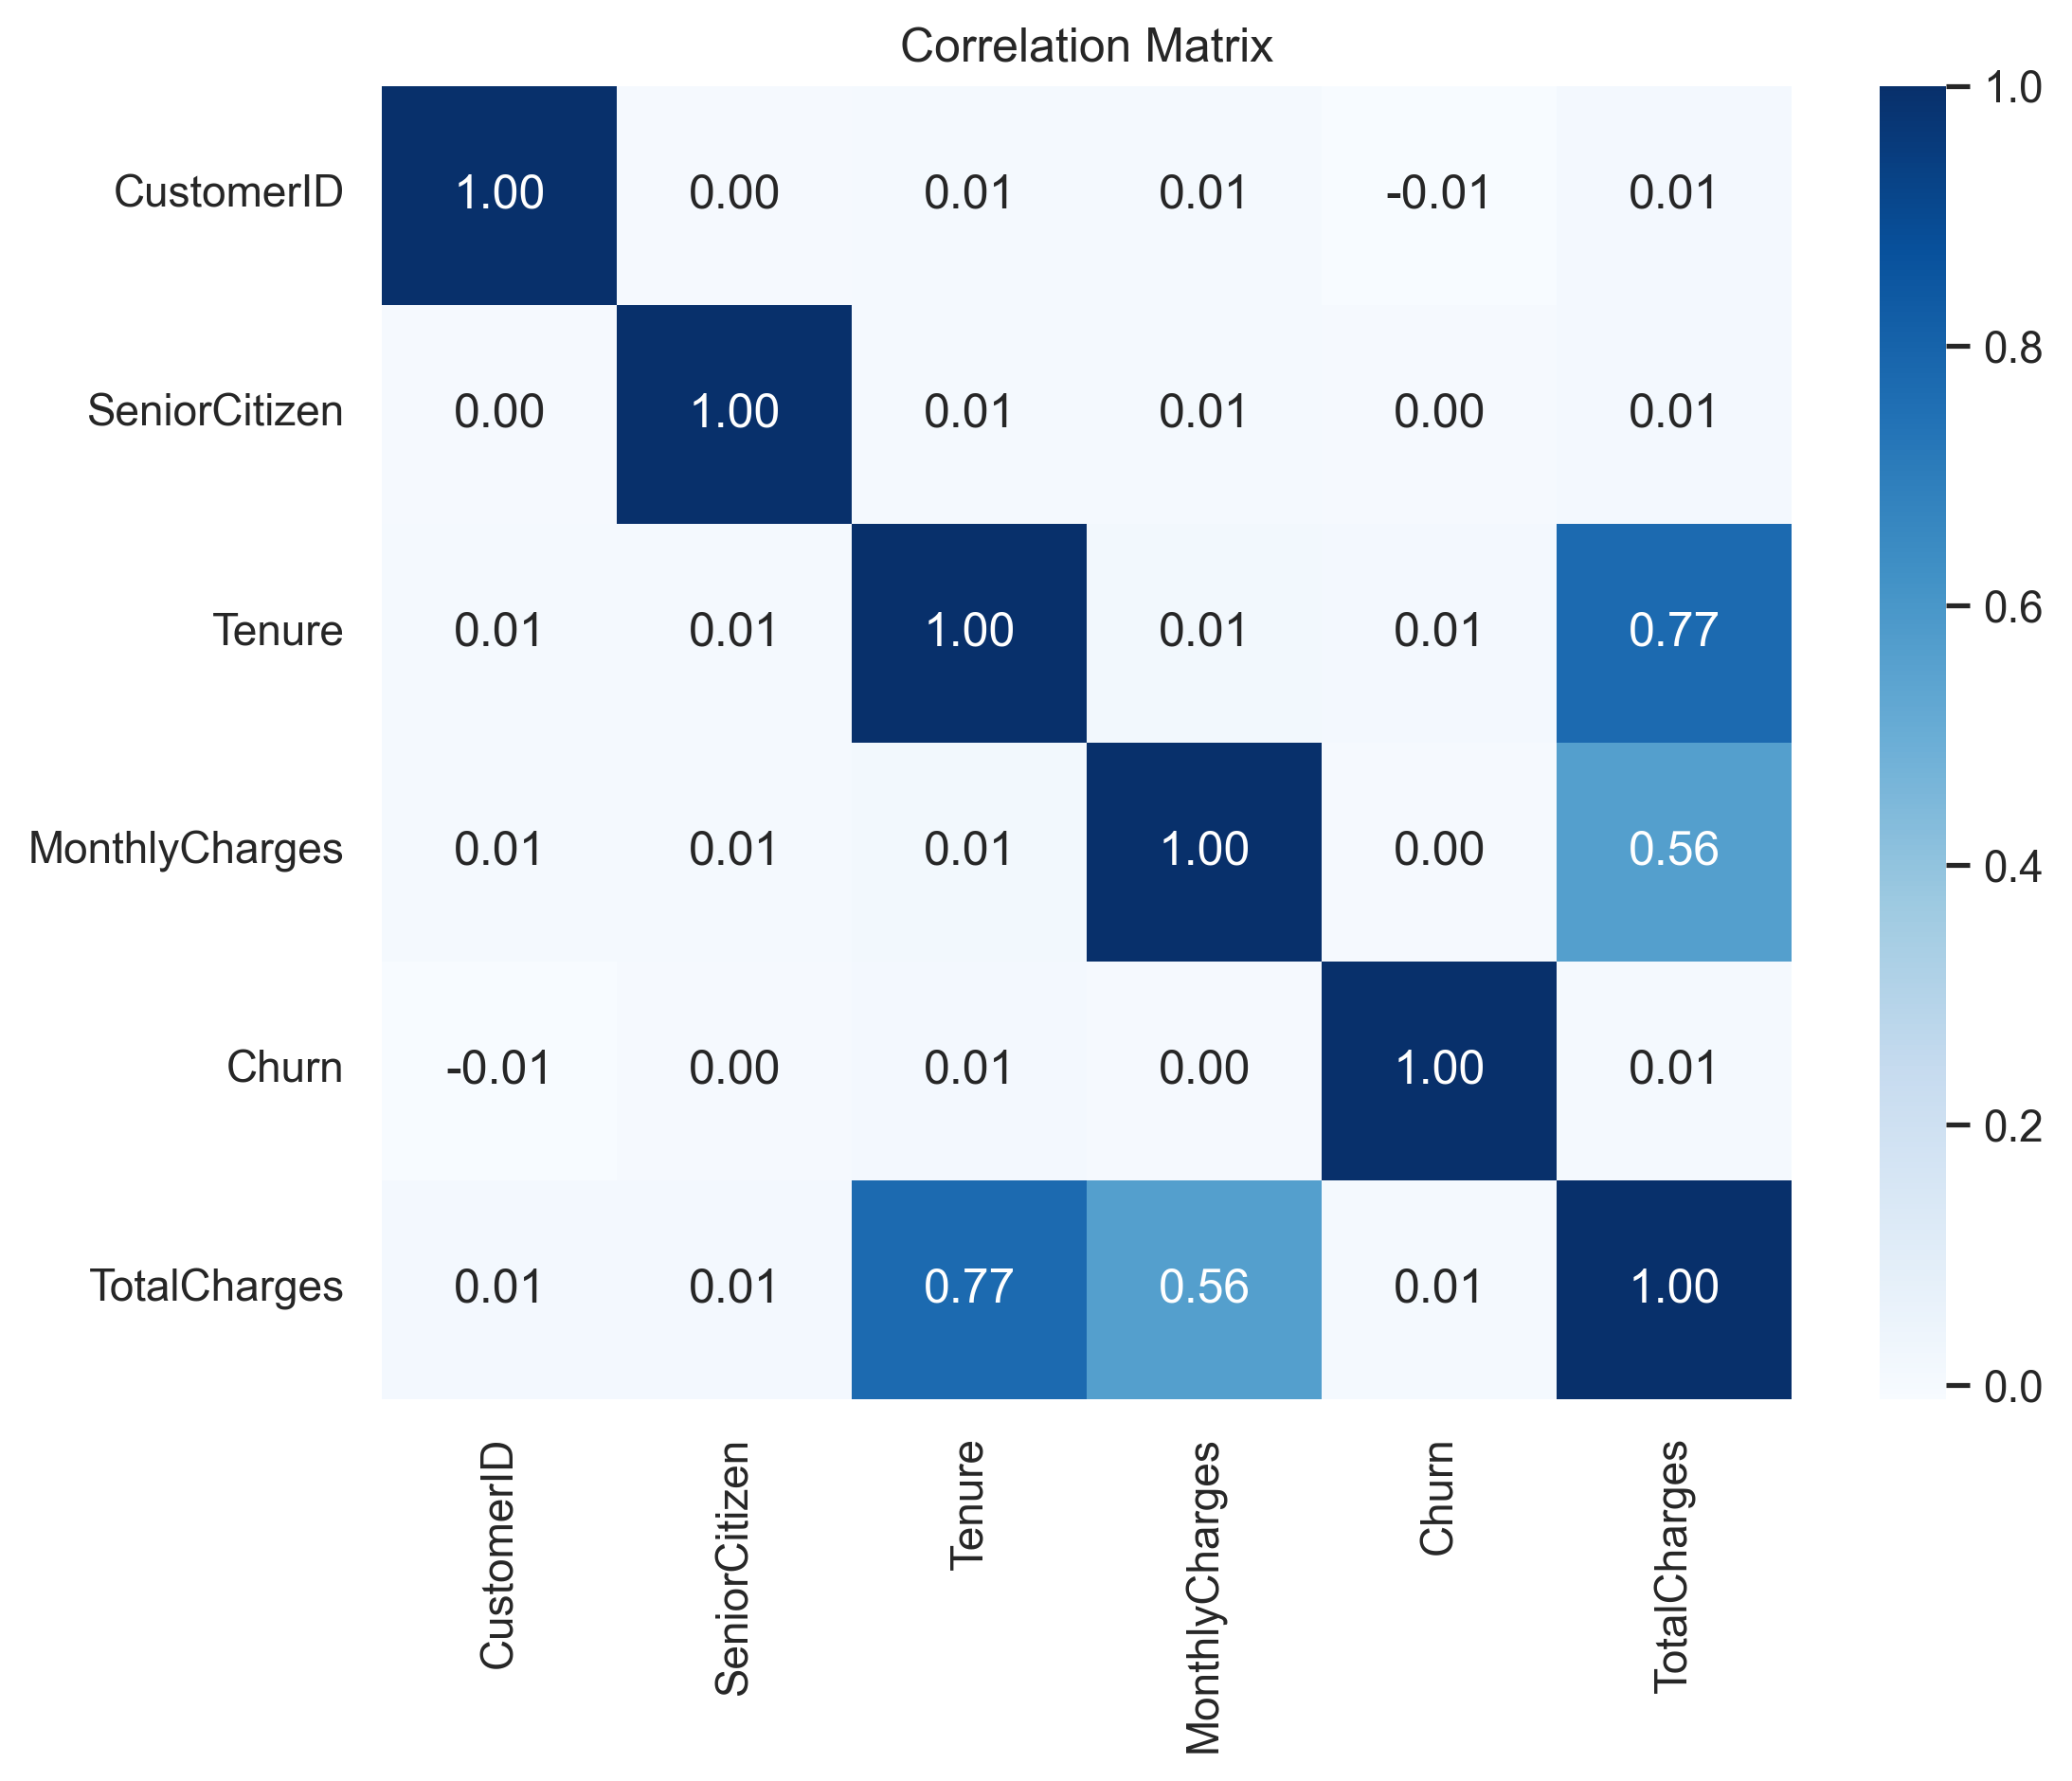 Correlation Matrix
CustomerID 1.00 0.00 0.01 0.01 -0.01 0.01
SeniorCitizen 0.00 1.00 0.01 0.01 0.00 0.01
Tenure 0.01 0.01 1.00 0.01 0.01 0.77
MonthlyCharges 0.01 0.01 0.01 1.00 0.00 0.56
Churn -0.01 0.00 0.01 0.00 1.00 0.01
TotalCharges 0.01 0.01 0.77 0.56 0.01 1.00
CustomerID
SeniorCitizen
Tenure
MonthlyCharges
Churn
TotalCharges
1.0
0.8
0.6
0.4
0.2
0.0